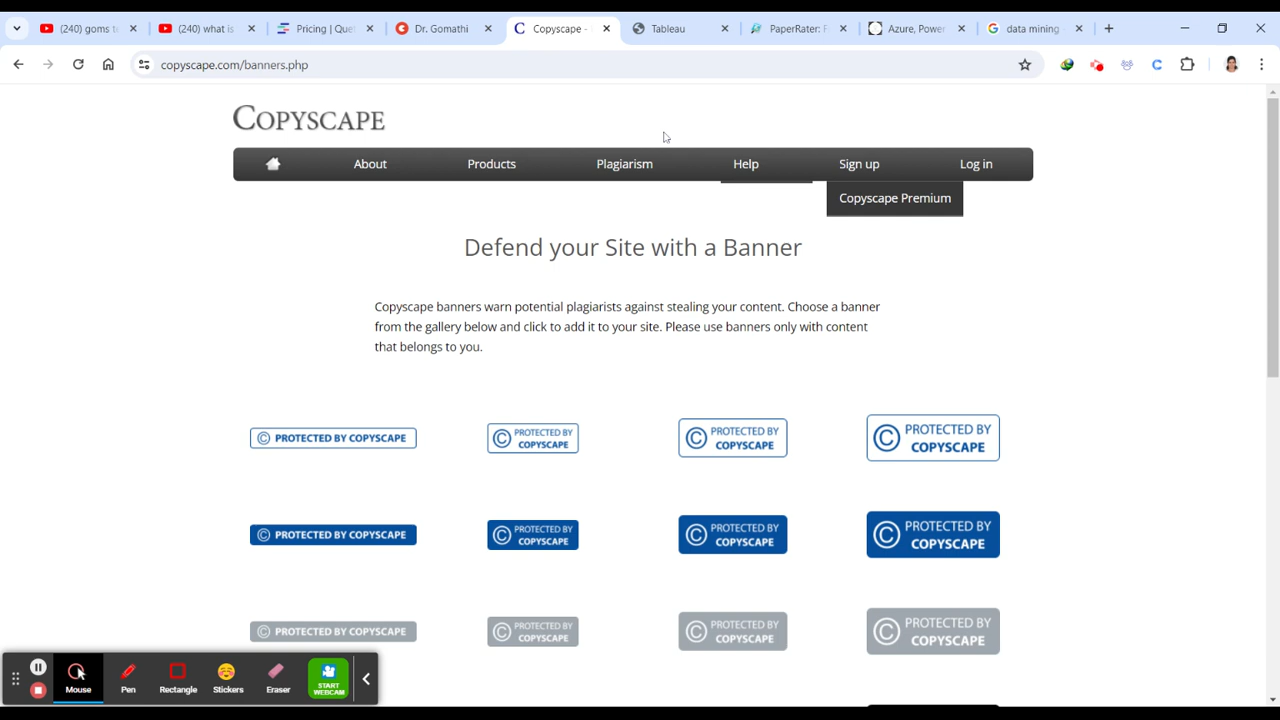 (240) goms to
(240) what is
Pricing | Quet
Dr. Gomathi
Copyscape -
Tableau
PaperRater: F
Azure, Power
data mining
copyscape.com/banners.php
COPYSCAPE
About
Products
Plagiarism
Help
Sign up
Log in
Copyscape Premium
Defend your Site with a Banner
Copyscape banners warn potential plagiarists against stealing your content. Choose a banner
from the gallery below and click to add it to your site. Please use banners only with content
that belongs to you.
© PROTECTED BY COPYSCAPE
© PROTECTED BY
COPYSCAPE
© PROTECTED BY
COPYSCAPE
© PROTECTED BY
COPYSCAPE
© PROTECTED BY COPYSCAPE
© PROTECTED BY
COPYSCAPE
© PROTECTED BY
COPYSCAPE
© PROTECTED BY
COPYSCAPE
© PROTECTED BY COPYSCAPE
© PROTECTED BY
COPYSCAPE
© PROTECTED BY
COPYSCAPE
© PROTECTED BY
COPYSCAPE
Mouse
Pen
Rectangle
Stickers
Eraser
START
WEBCAM